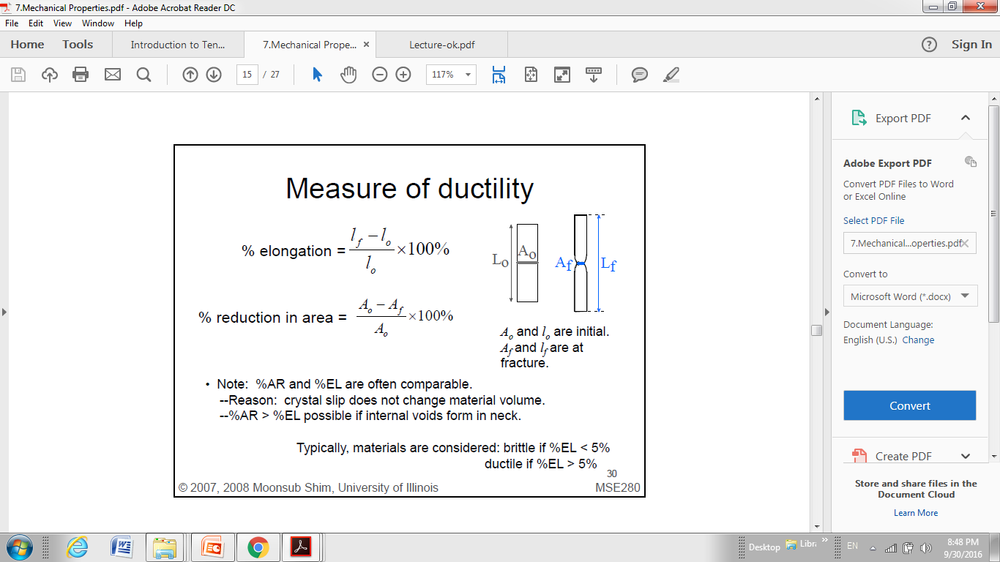 7.Mechanical Properties.pdf - Adobe Acrobat Reader DC
File Edit View Window Help
Home Tools Introduction to Ten... 7.Mechanical Prope... × Lecture-ok.pdf ? Sign In
15 / 27 117%
Measure of ductility
% elongation = (l_f − l_o) / l_o ×100%
% reduction in area = (A_o − A_f) / A_o ×100%
Lo Ao Af Lf
A_o and l_o are initial.
A_f and l_f are at
fracture.
• Note: %AR and %EL are often comparable.
--Reason: crystal slip does not change material volume.
--%AR > %EL possible if internal voids form in neck.
Typically, materials are considered: brittle if %EL < 5%
ductile if %EL > 5%
30
© 2007, 2008 Moonsub Shim, University of Illinois MSE280
Export PDF
Adobe Export PDF
Convert PDF Files to Word
or Excel Online
Select PDF File
7.Mechanical...operties.pdf ×
Convert to
Microsoft Word (*.docx)
Document Language:
English (U.S.) Change
Convert
Create PDF
Store and share files in the
Document Cloud
Learn More
Desktop Libra » EN 8:48 PM
9/30/2016